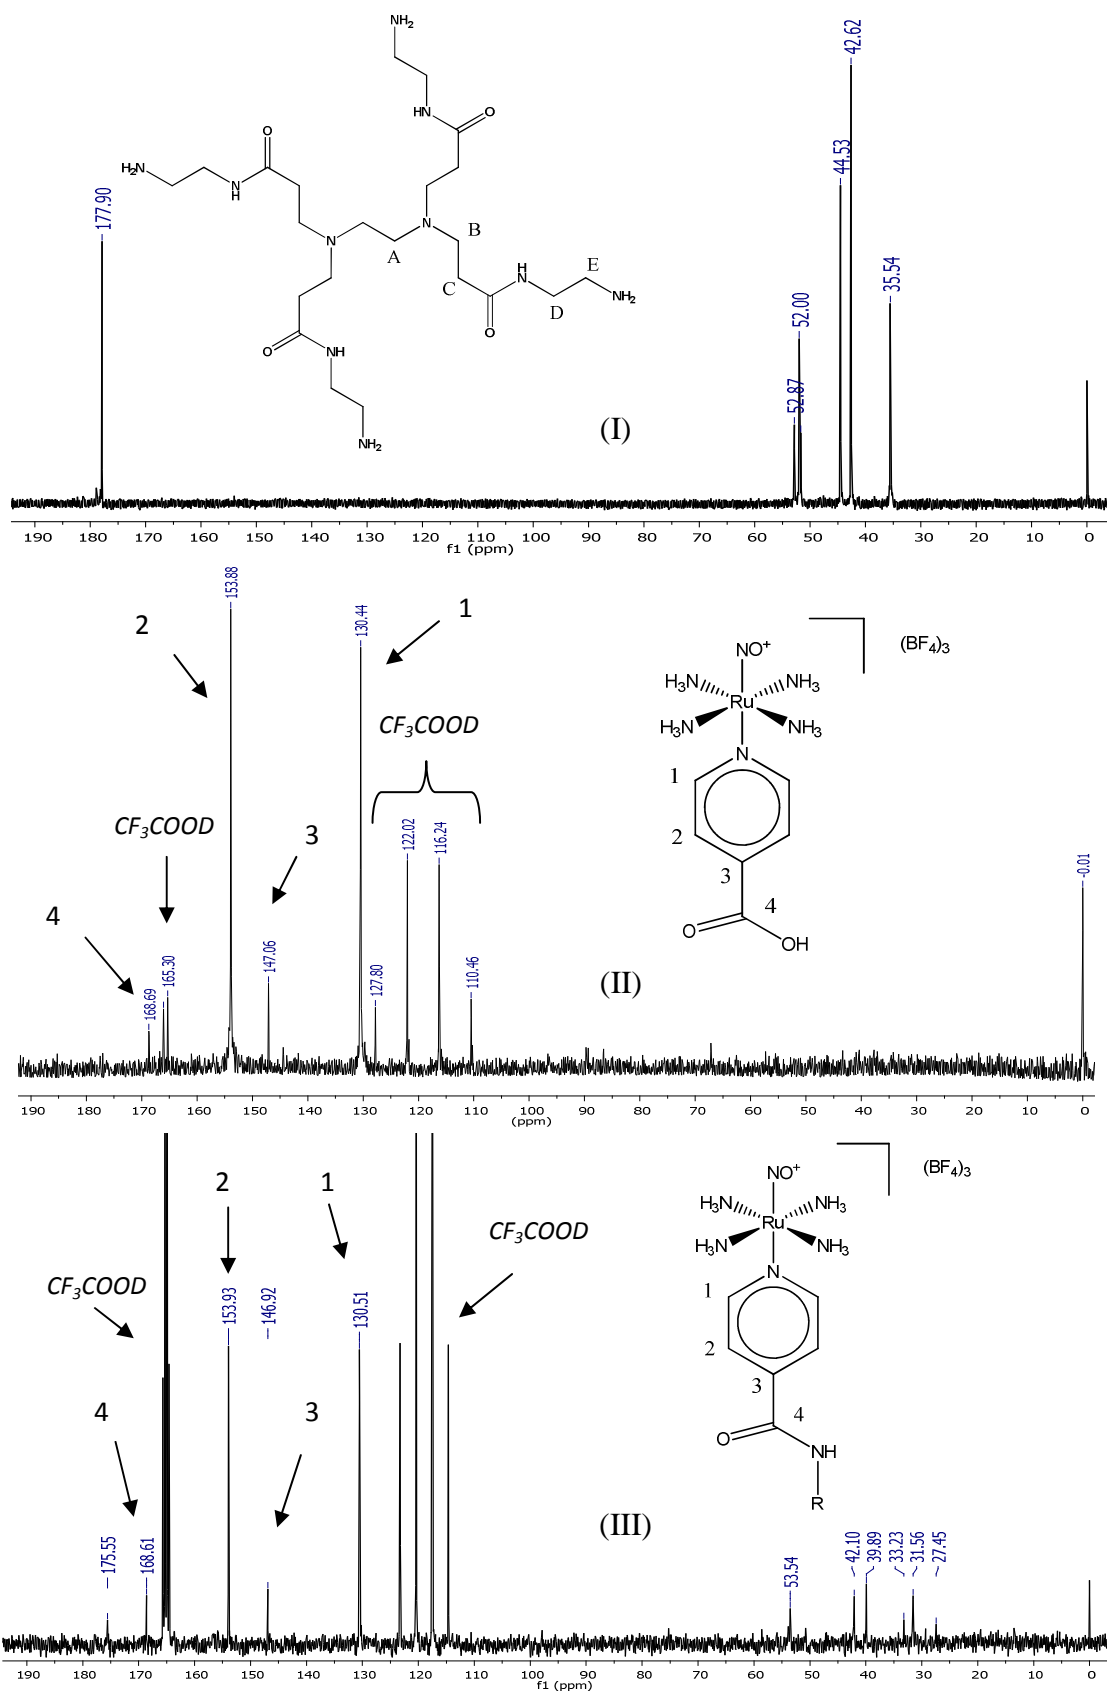 NH₂
HN
O
O
H₂N
N
H
N
B
N
A
C
H
N
E
NH₂
D
O
O
NH
NH₂
(I)
177.90
52.87
52.00
44.53
42.62
35.54
190 180 170 160 150 140 130 120 110 100 90 80 70 60 50 40 30 20 10 0
f1 (ppm)
2
1
3
4
CF₃COOD
CF₃COOD
168.69
165.30
153.88
147.06
130.44
127.80
122.02
116.24
110.46
-0.01
NO⁺
(BF₄)₃
H₃N
NH₃
Ru
H₃N
NH₃
N
1
2
3
4
O
OH
(II)
190 180 170 160 150 140 130 120 110 100 90 80 70 60 50 40 30 20 10 0
(ppm)
2
1
CF₃COOD
CF₃COOD
4
3
175.55
168.61
153.93
146.92
130.51
53.54
42.10
39.89
33.23
31.56
27.45
NO⁺
(BF₄)₃
H₃N
NH₃
Ru
H₃N
NH₃
N
1
2
3
4
O
NH
R
(III)
190 180 170 160 150 140 130 120 110 100 90 80 70 60 50 40 30 20 10 0
f1 (ppm)